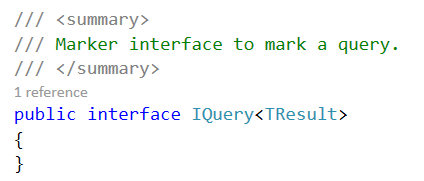 /// <summary>
/// Marker interface to mark a query.
/// </summary>
1 reference
public interface IQuery<TResult>
{
}